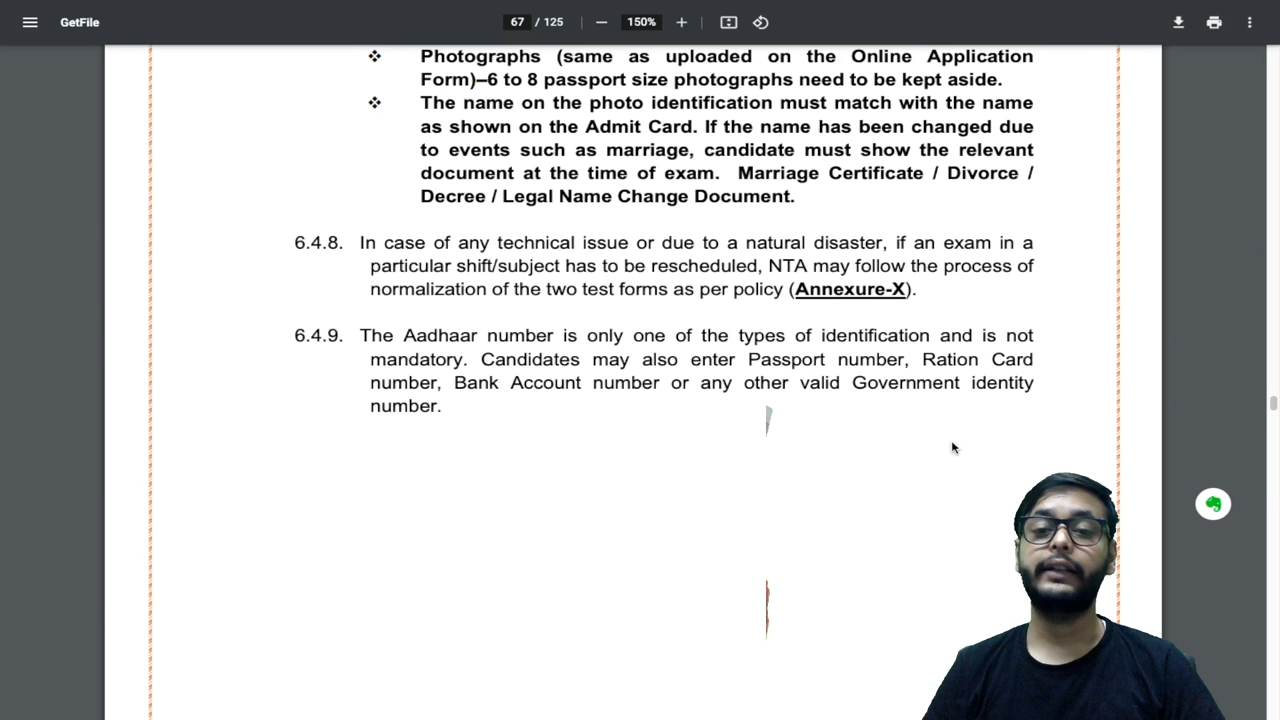 GetFile
67 / 125
150%
❖ Photographs (same as uploaded on the Online Application
Form)–6 to 8 passport size photographs need to be kept aside.
❖ The name on the photo identification must match with the name
as shown on the Admit Card. If the name has been changed due
to events such as marriage, candidate must show the relevant
document at the time of exam. Marriage Certificate / Divorce /
Decree / Legal Name Change Document.
6.4.8. In case of any technical issue or due to a natural disaster, if an exam in a
particular shift/subject has to be rescheduled, NTA may follow the process of
normalization of the two test forms as per policy (Annexure-X).
6.4.9. The Aadhaar number is only one of the types of identification and is not
mandatory. Candidates may also enter Passport number, Ration Card
number, Bank Account number or any other valid Government identity
number.